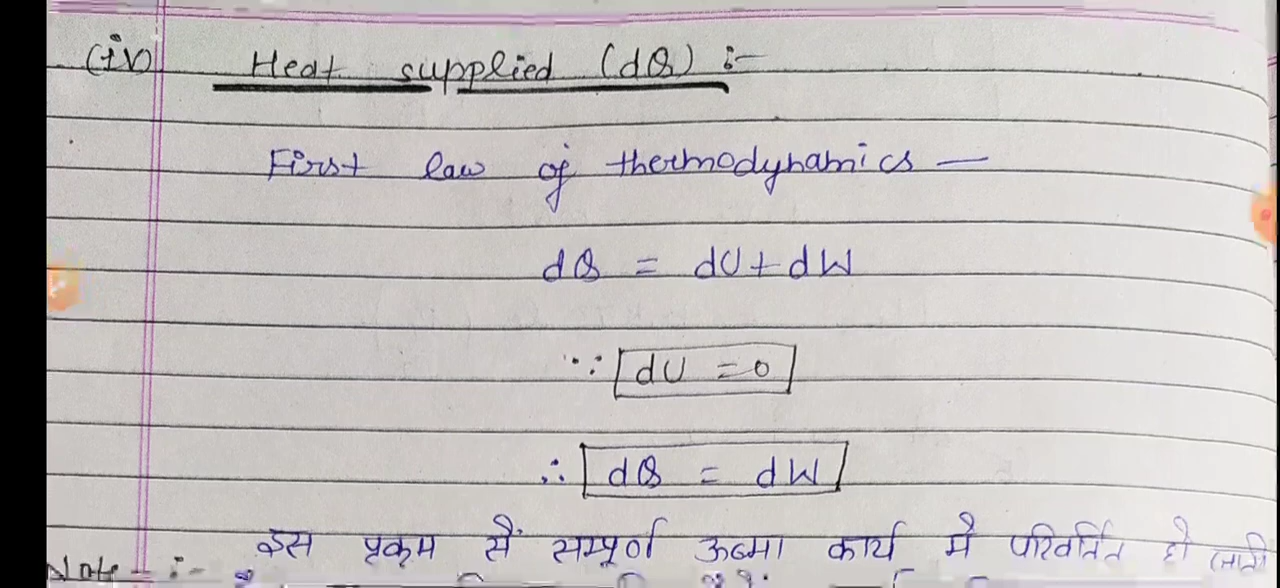 (iv) Heat supplied (dQ) :-
First law of thermodynamics —
dQ = dU + dW
∵ dU = 0
∴ dQ = dW
इस प्रक्रम में सम्पूर्ण ऊष्मा कार्य में परिवर्तित हो जाती
Note :-